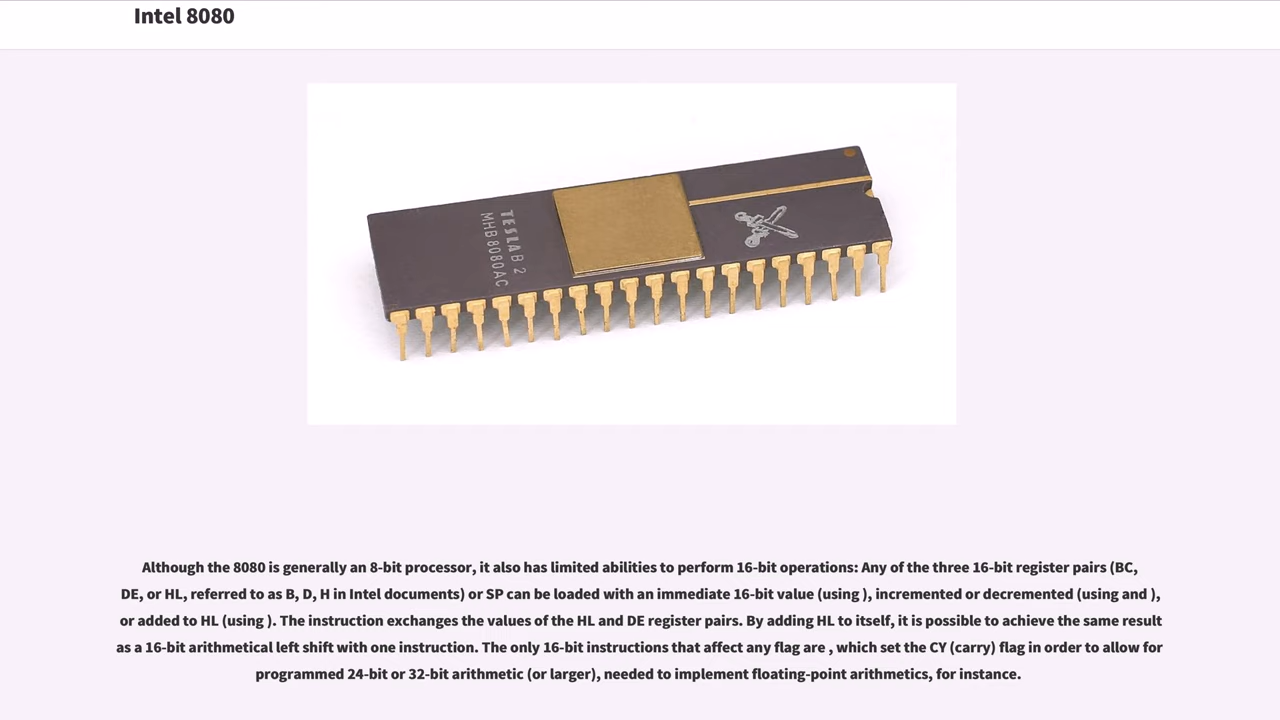 Intel 8080
TESLA B 2
MHB8080AC
Although the 8080 is generally an 8-bit processor, it also has limited abilities to perform 16-bit operations: Any of the three 16-bit register pairs (BC,
DE, or HL, referred to as B, D, H in Intel documents) or SP can be loaded with an immediate 16-bit value (using ), incremented or decremented (using and ),
or added to HL (using ). The instruction exchanges the values of the HL and DE register pairs. By adding HL to itself, it is possible to achieve the same result
as a 16-bit arithmetical left shift with one instruction. The only 16-bit instructions that affect any flag are , which set the CY (carry) flag in order to allow for
programmed 24-bit or 32-bit arithmetic (or larger), needed to implement floating-point arithmetics, for instance.